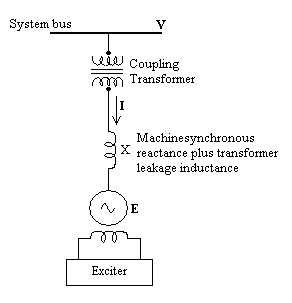 System bus V
Coupling
Transformer
I
X
Machinesynchronous
reactance plus transformer
leakage inductance
E
Exciter